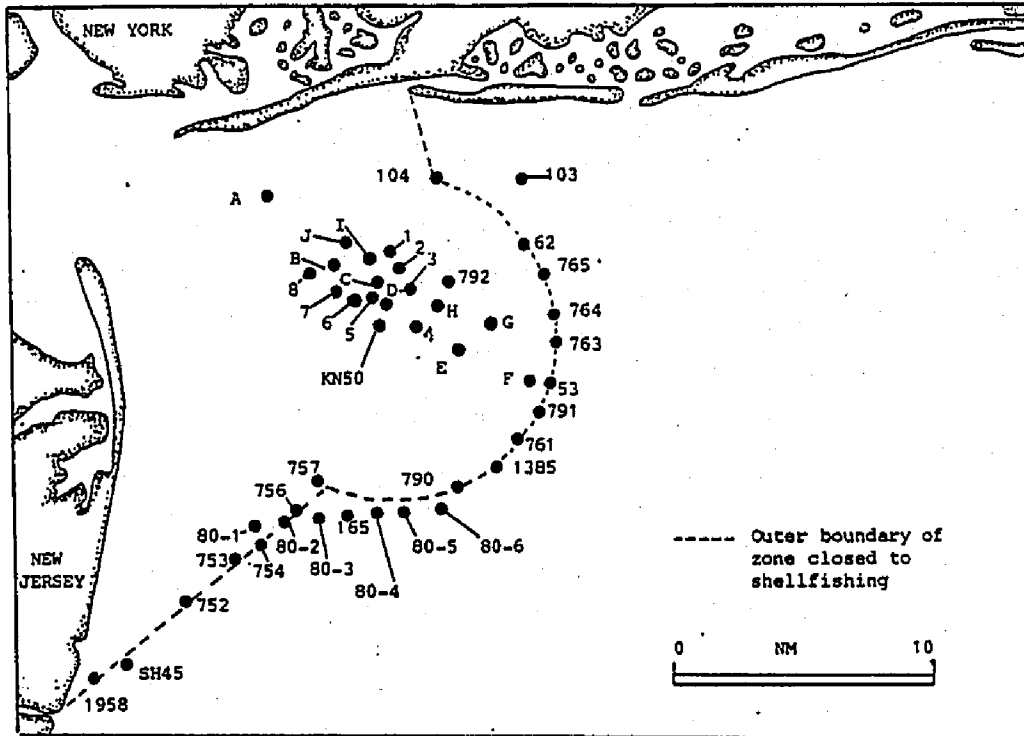 NEW YORK
104
103
A
I
J
1
2
62
B
3
765
8
C
D
792
7
H
764
6
5
4
G
763
E
KN50
F
53
791
761
757
790
1385
756
80-1
165
80-2
80-5
80-6
753
754
80-3
80-4
NEW
JERSEY
752
SH45
1958
Outer boundary of
zone closed to
shellfishing
0 NM 10